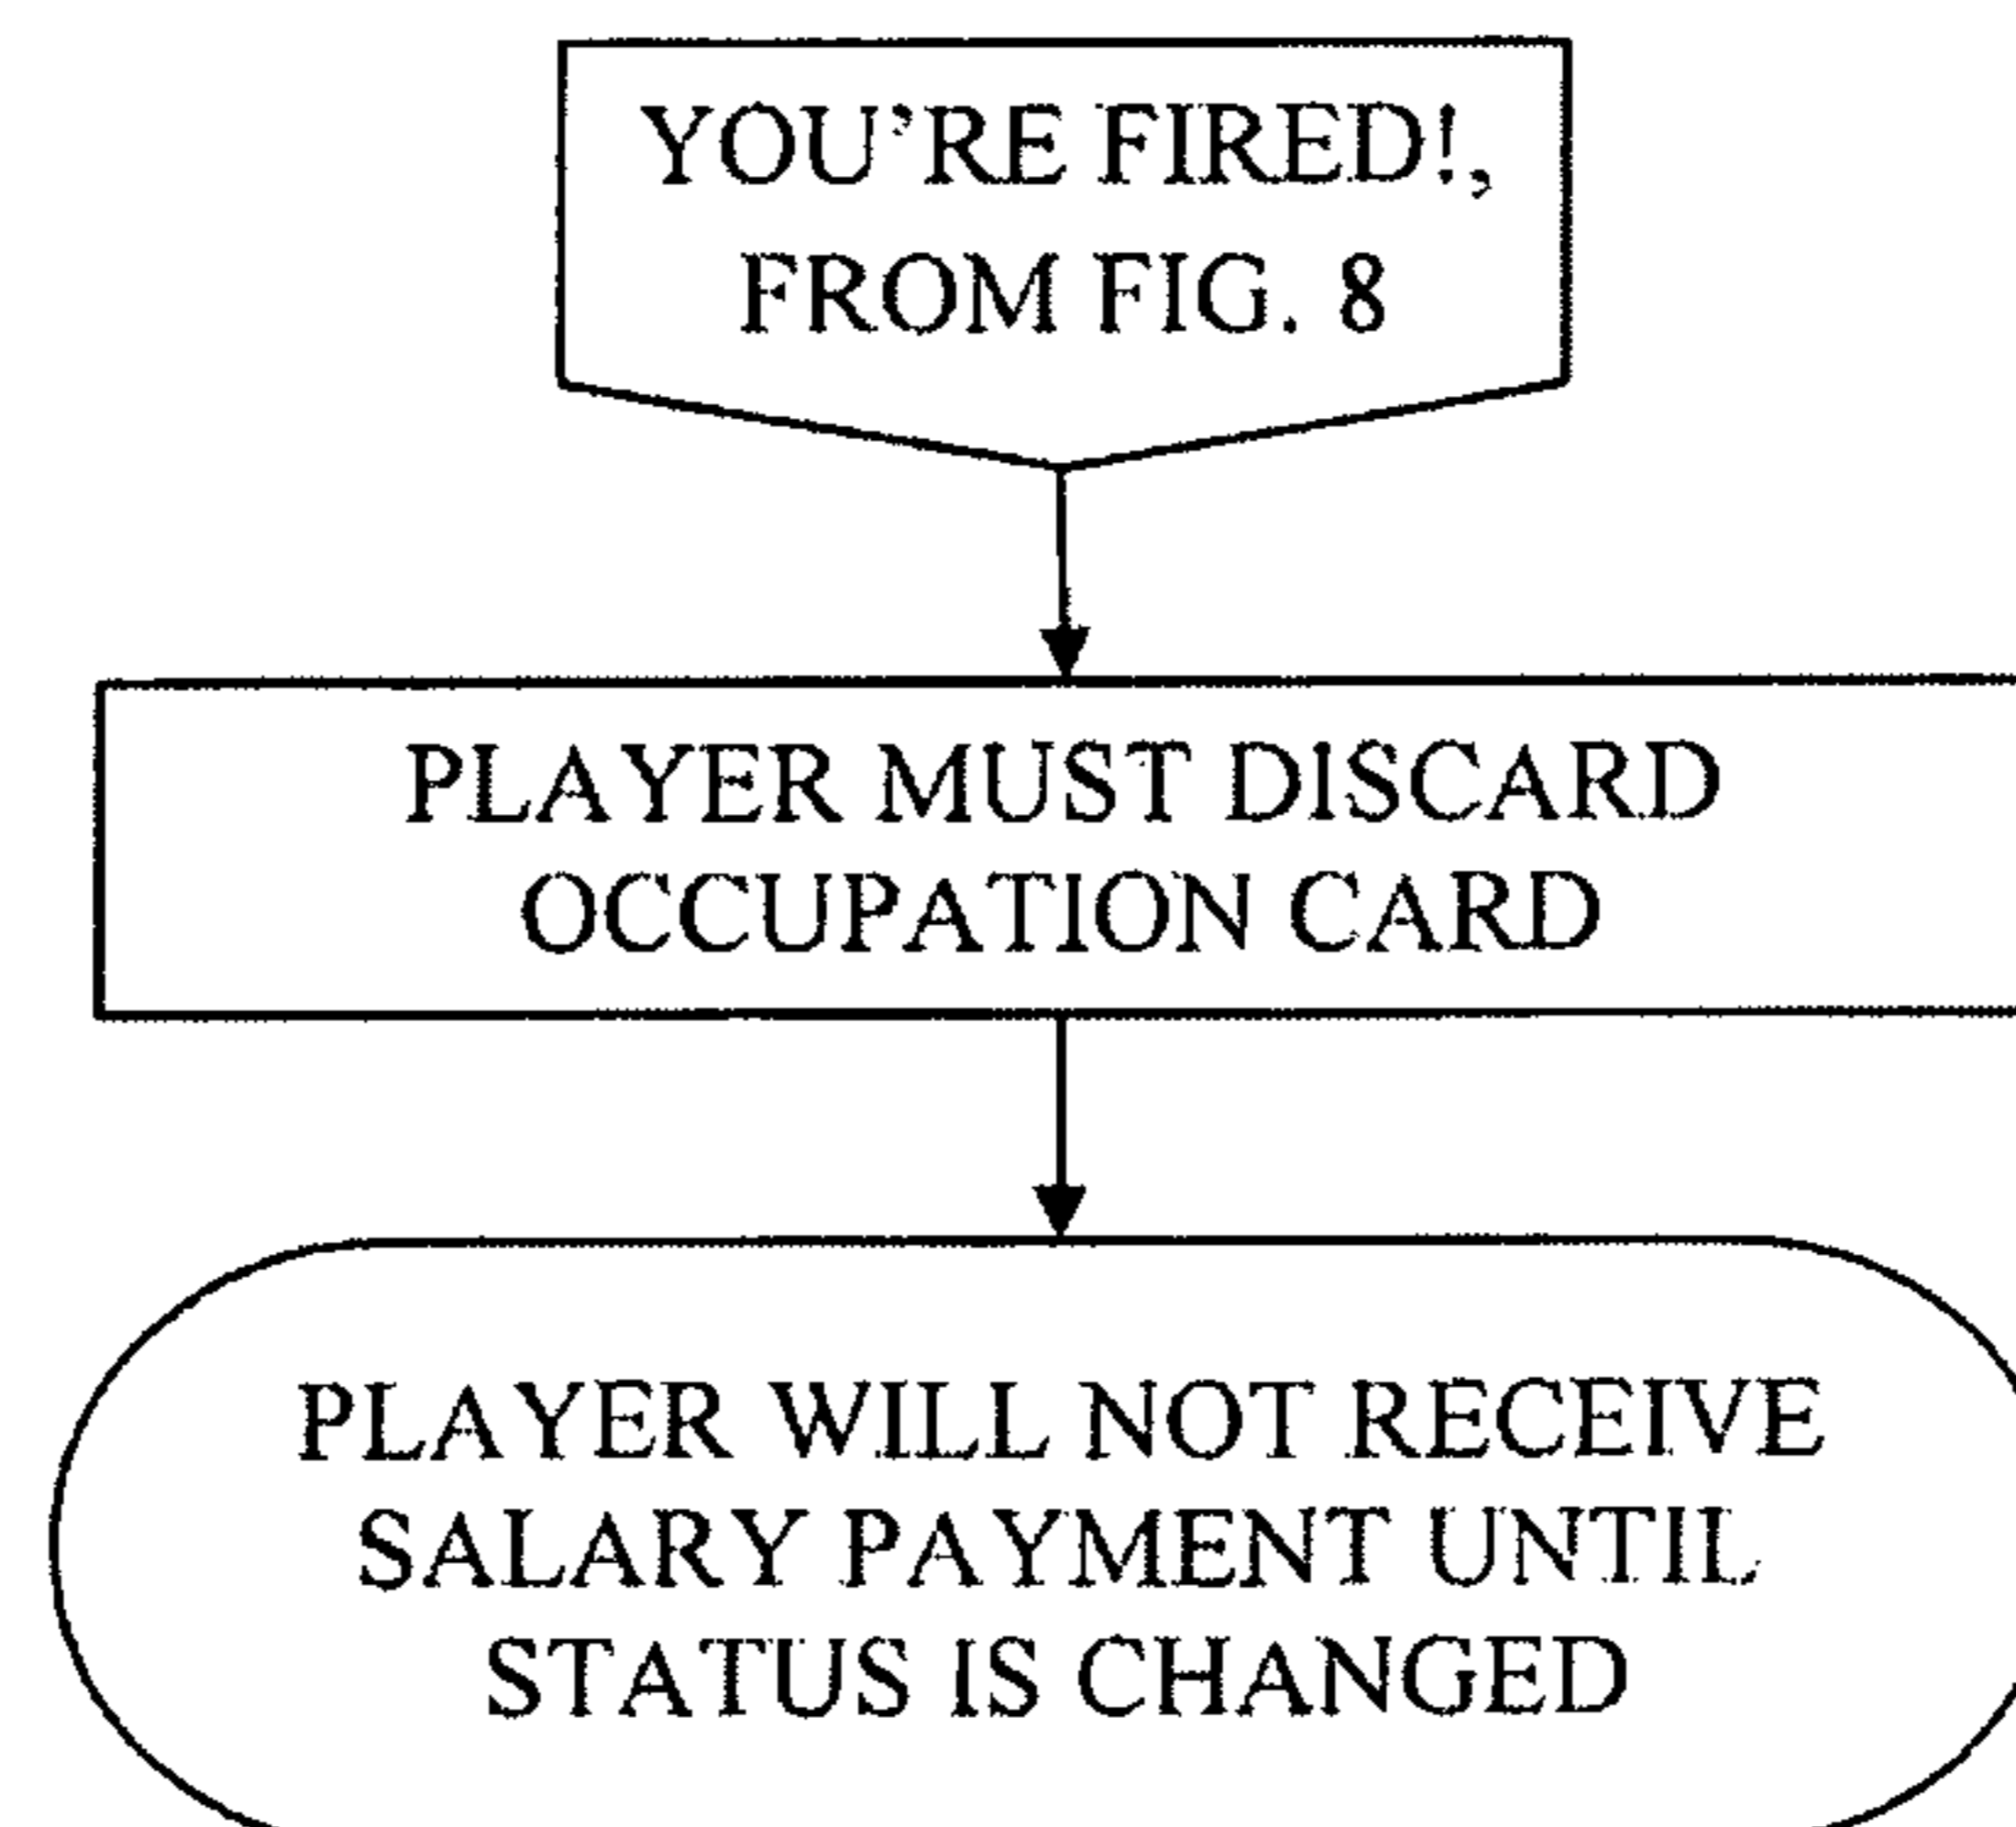 YOU'RE FIRED!,
FROM FIG. 8
PLAYER MUST DISCARD
OCCUPATION CARD
PLAYER WILL NOT RECEIVE
SALARY PAYMENT UNTIL
STATUS IS CHANGED